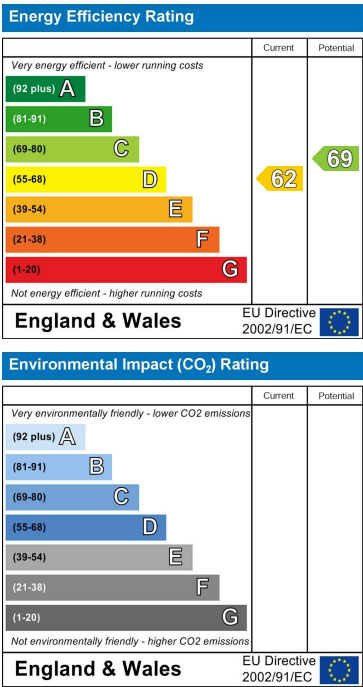 Energy Efficiency Rating
Current Potential
Very energy efficient - lower running costs
(92 plus) A
(81-91) B
(69-80) C
(55-68) D
(39-54) E
(21-38) F
(1-20) G
62
69
Not energy efficient - higher running costs
England & Wales
EU Directive
2002/91/EC
Environmental Impact (CO₂) Rating
Current Potential
Very environmentally friendly - lower CO2 emissions
(92 plus) A
(81-91) B
(69-80) C
(55-68) D
(39-54) E
(21-38) F
(1-20) G
Not environmentally friendly - higher CO2 emissions
England & Wales
EU Directive
2002/91/EC